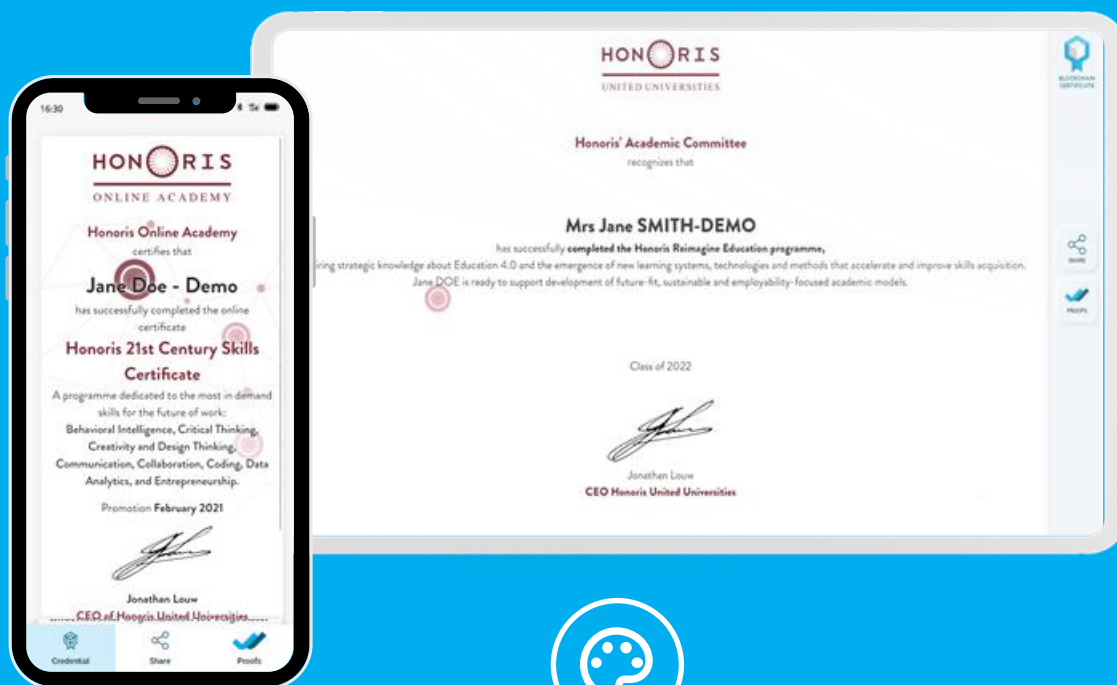 16:30
HONORIS
ONLINE ACADEMY
Honoris Online Academy
certifies that
Jane Doe - Demo
has successfully completed the online
certificate
Honoris 21st Century Skills
Certificate
A programme dedicated to the most in demand
skills for the future of work:
Behavioral Intelligence, Critical Thinking,
Creativity and Design Thinking,
Communication, Collaboration, Coding, Data
Analytics, and Entrepreneurship.
Promotion February 2021
Jonathan Louw
CEO of Honoris United Universities
Credential
Share
Proofs
HONORIS
UNITED UNIVERSITIES
Honoris' Academic Committee
recognizes that
Mrs Jane SMITH-DEMO
has successfully completed the Honoris Reimagine Education programme,
strategic knowledge about Education 4.0 and the emergence of new learning systems, technologies and methods that accelerate and improve skills acquisition.
Jane DOE is ready to support development of future-fit, sustainable and employability-focused academic models.
Class of 2022
Jonathan Louw
CEO Honoris United Universities
BLOCKCHAIN
CERTIFICATE
SHARE
PROOFS